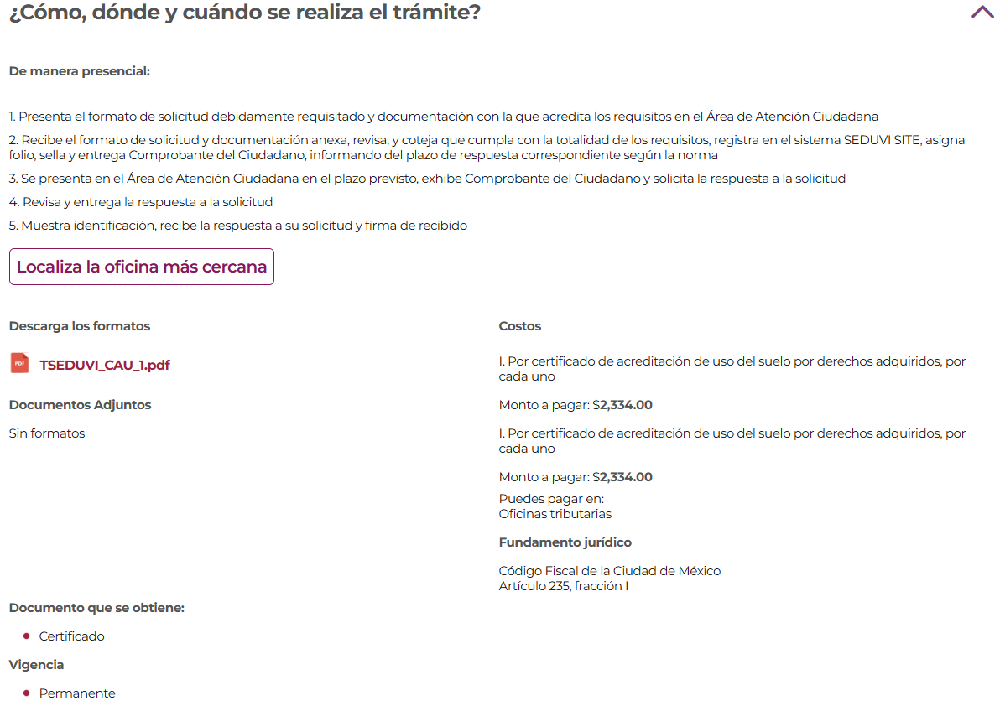 ¿Cómo, dónde y cuándo se realiza el trámite?
De manera presencial:
1. Presenta el formato de solicitud debidamente requisitado y documentación con la que acredita los requisitos en el Área de Atención Ciudadana
2. Recibe el formato de solicitud y documentación anexa, revisa, y coteja que cumpla con la totalidad de los requisitos, registra en el sistema SEDUVI SITE, asigna
folio, sella y entrega Comprobante del Ciudadano, informando del plazo de respuesta correspondiente según la norma
3. Se presenta en el Área de Atención Ciudadana en el plazo previsto, exhibe Comprobante del Ciudadano y solicita la respuesta a la solicitud
4. Revisa y entrega la respuesta a la solicitud
5. Muestra identificación, recibe la respuesta a su solicitud y firma de recibido
Localiza la oficina más cercana
Descarga los formatos
PDF TSEDUVI_CAU_1.pdf
Documentos Adjuntos
Sin formatos
Costos
I. Por certificado de acreditación de uso del suelo por derechos adquiridos, por
cada uno
Monto a pagar: $2,334.00
I. Por certificado de acreditación de uso del suelo por derechos adquiridos, por
cada uno
Monto a pagar: $2,334.00
Puedes pagar en:
Oficinas tributarias
Fundamento jurídico
Código Fiscal de la Ciudad de México
Artículo 235, fracción I
Documento que se obtiene:
Certificado
Vigencia
Permanente